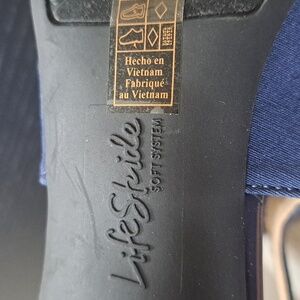 Hecho en
Vietnam
Fabriqué
au Vietnam
LifeStride
SOFT SYSTEM